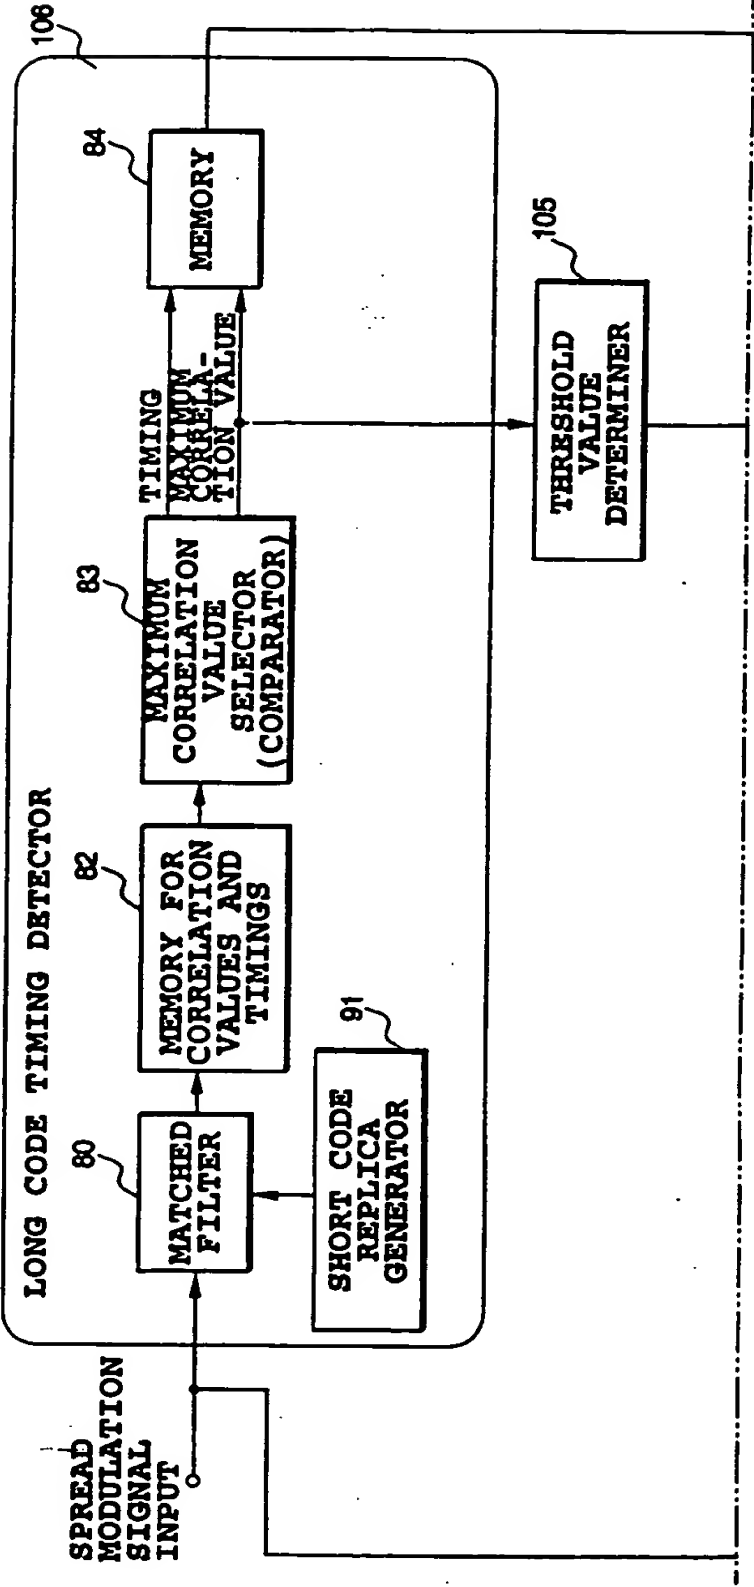 106
LONG CODE TIMING DETECTOR
SPREAD
MODULATION
SIGNAL
INPUT
80
MATCHED
FILTER
91
SHORT CODE
REPLICA
GENERATOR
82
MEMORY FOR
CORRELATION
VALUES AND
TIMINGS
83
MAXIMUM
CORRELATION
VALUE
SELECTOR
(COMPARATOR)
TIMING
MAXIMUM
CORRELA-
TION VALUE
84
MEMORY
105
THRESHOLD
VALUE
DETERMINER